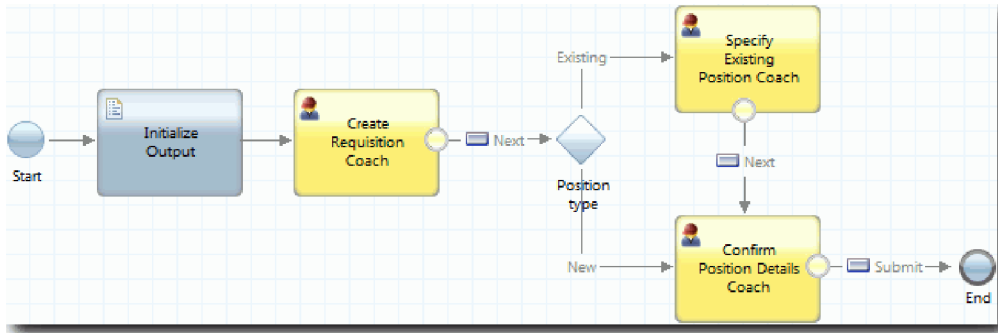 Start
Initialize
Output
Create
Requisition
Coach
Next
Position
type
Existing
Specify
Existing
Position Coach
Next
New
Confirm
Position Details
Coach
Submit
End